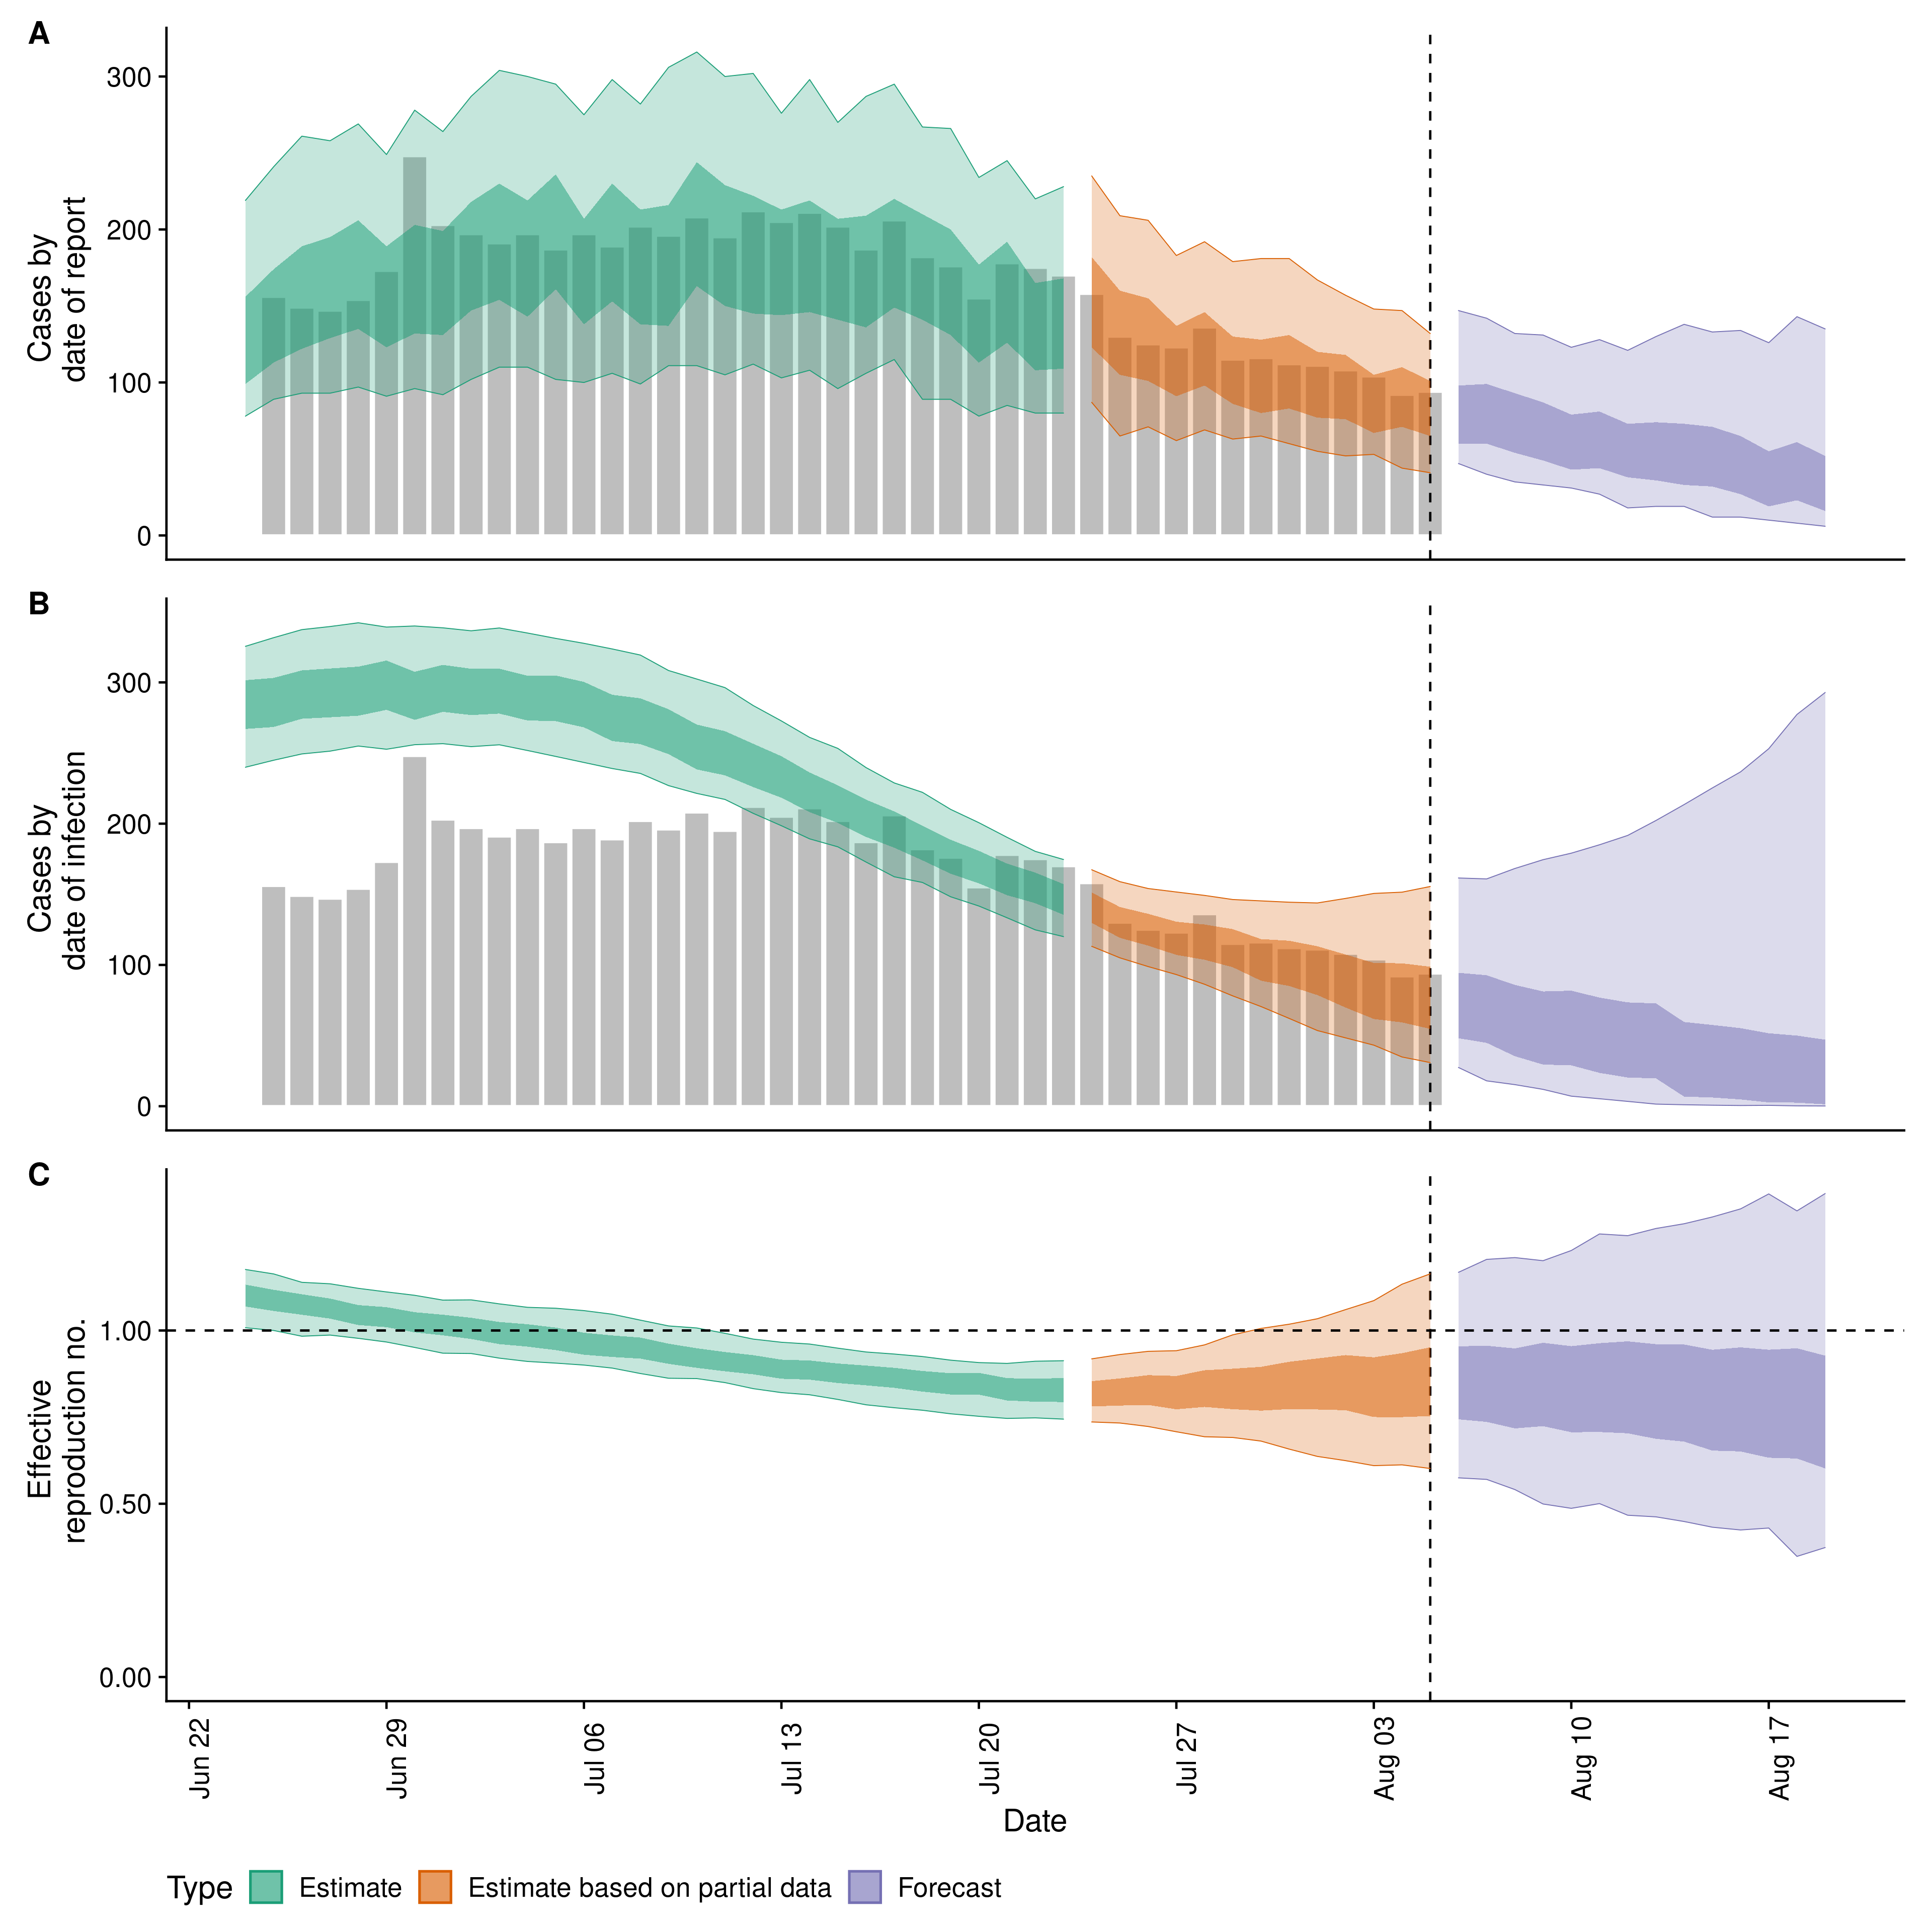 A
300
200
100
0
Cases by
date of report
B
300
200
100
0
Cases by
date of infection
C
1.00
0.50
0.00
Effective
reproduction no.
Jun 22
Jun 29
Jul 06
Jul 13
Jul 20
Jul 27
Aug 03
Aug 10
Aug 17
Date
Type Estimate Estimate based on partial data Forecast